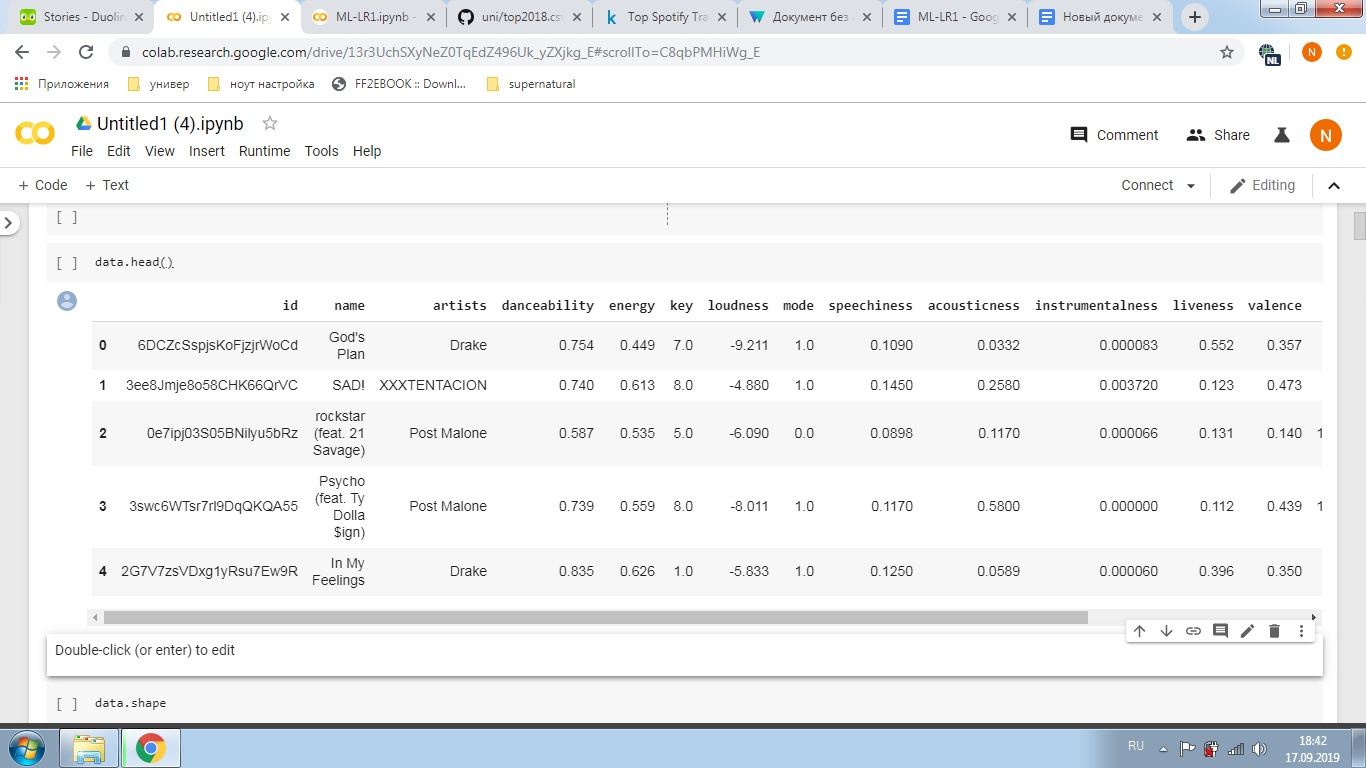 Stories - Duolin
Untitled1 (4).ip
ML-LR1.ipynb -
uni/top2018.cs
Top Spotify Tra
Документ без
ML-LR1 - Goog
Новый докуме
colab.research.google.com/drive/13r3UchSXyNeZ0TqEdZ496Uk_yZXjkg_E#scrollTo=C8qbPMHiWg_E
NL
N
Приложения
универ
ноут настройка
FF2EBOOK :: Downl...
supernatural
Untitled1 (4).ipynb
File Edit View Insert Runtime Tools Help
Comment
Share
N
+ Code + Text
Connect
Editing
[ ]
[ ] data.head()
id name artists danceability energy key loudness mode speechiness acousticness instrumentalness liveness valence
0 6DCZcSspjsKoFjzjrWoCd God's Plan Drake 0.754 0.449 7.0 -9.211 1.0 0.1090 0.0332 0.000083 0.552 0.357
1 3ee8Jmje8o58CHK66QrVC SAD! XXXTENTACION 0.740 0.613 8.0 -4.880 1.0 0.1450 0.2580 0.003720 0.123 0.473
2 0e7ipj03S05BNilyu5bRz rockstar (feat. 21 Savage) Post Malone 0.587 0.535 5.0 -6.090 0.0 0.0898 0.1170 0.000066 0.131 0.140 1
3 3swc6WTsr7rl9DqQKQA55 Psycho (feat. Ty Dolla $ign) Post Malone 0.739 0.559 8.0 -8.011 1.0 0.1170 0.5800 0.000000 0.112 0.439 1
4 2G7V7zsVDxg1yRsu7Ew9R In My Feelings Drake 0.835 0.626 1.0 -5.833 1.0 0.1250 0.0589 0.000060 0.396 0.350
Double-click (or enter) to edit
[ ] data.shape
RU
18:42
17.09.2019